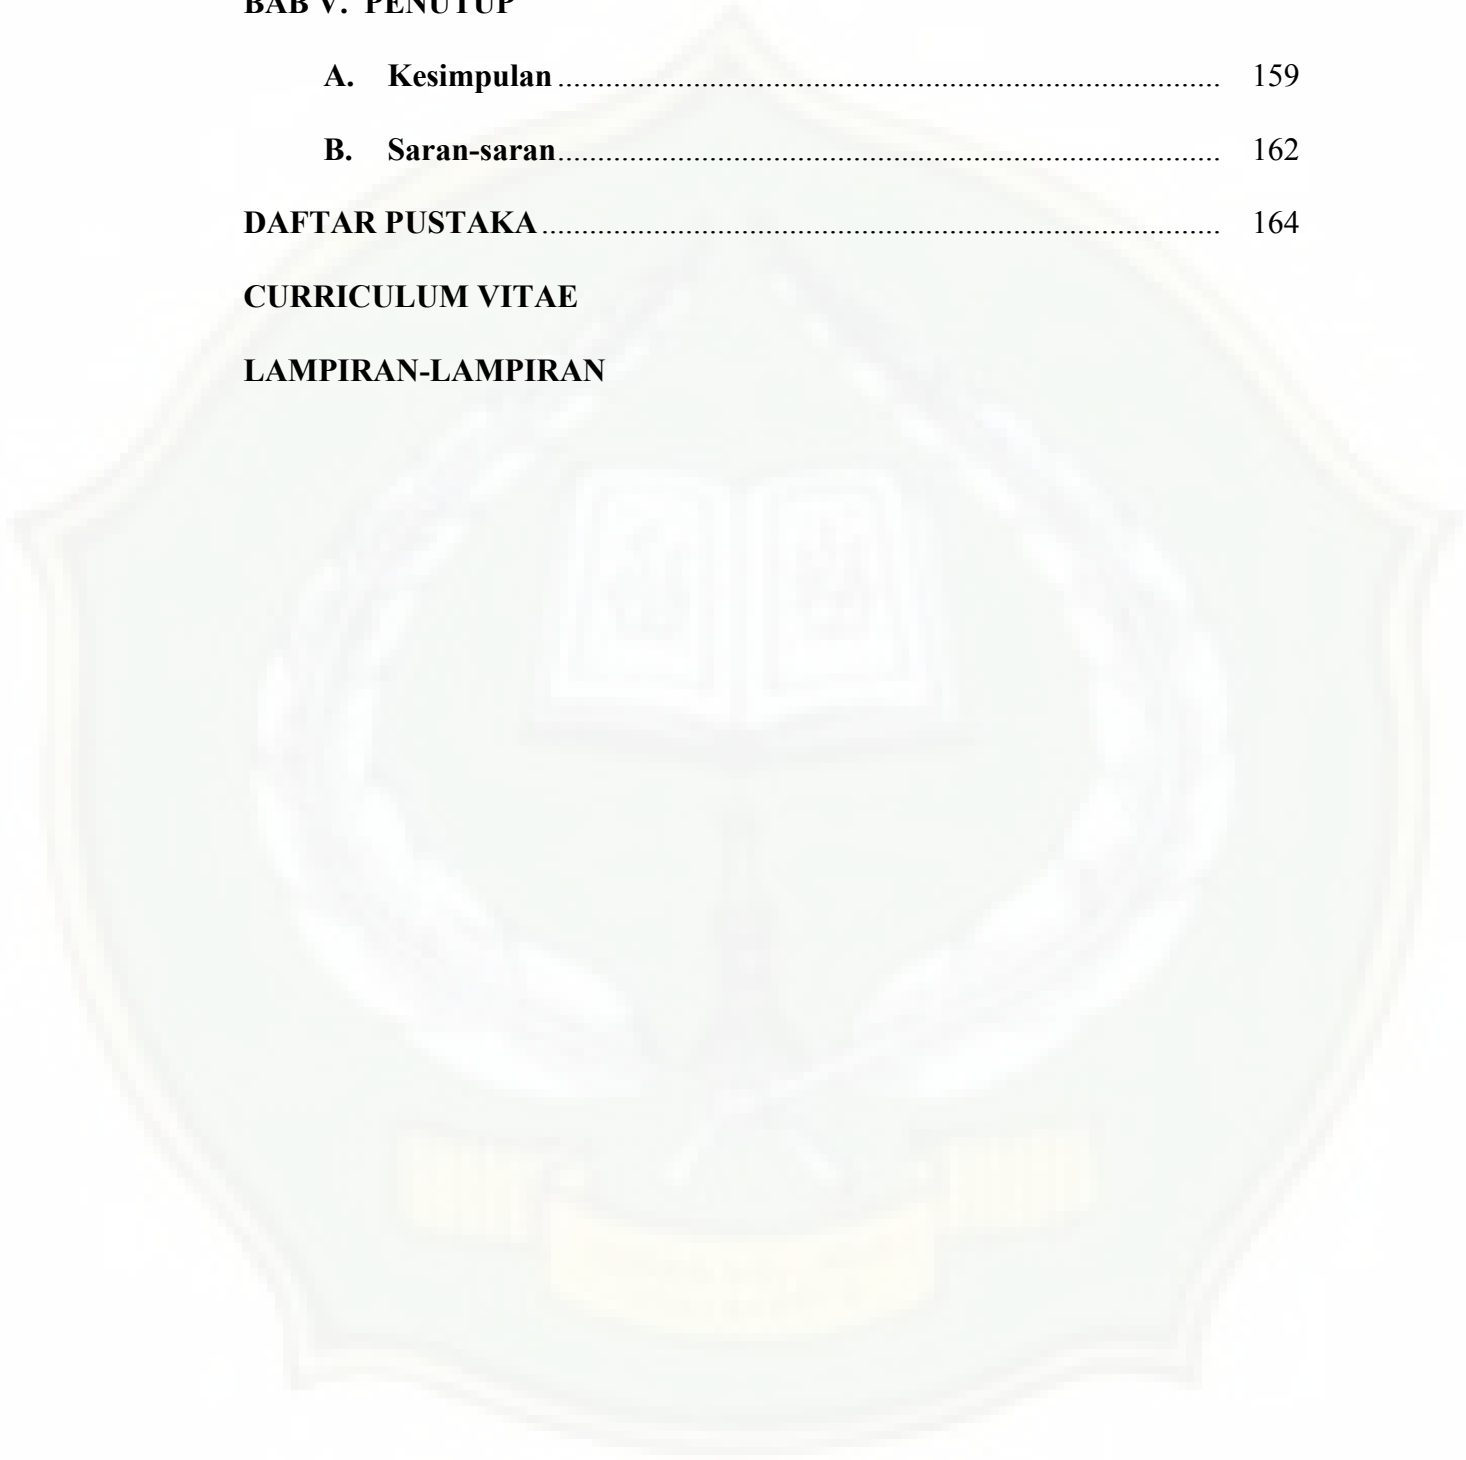 BAB V. PENUTUP
A. Kesimpulan ........................................................................................ 159
B. Saran-saran ........................................................................................ 162
DAFTAR PUSTAKA ........................................................................................ 164
CURRICULUM VITAE
LAMPIRAN-LAMPIRAN